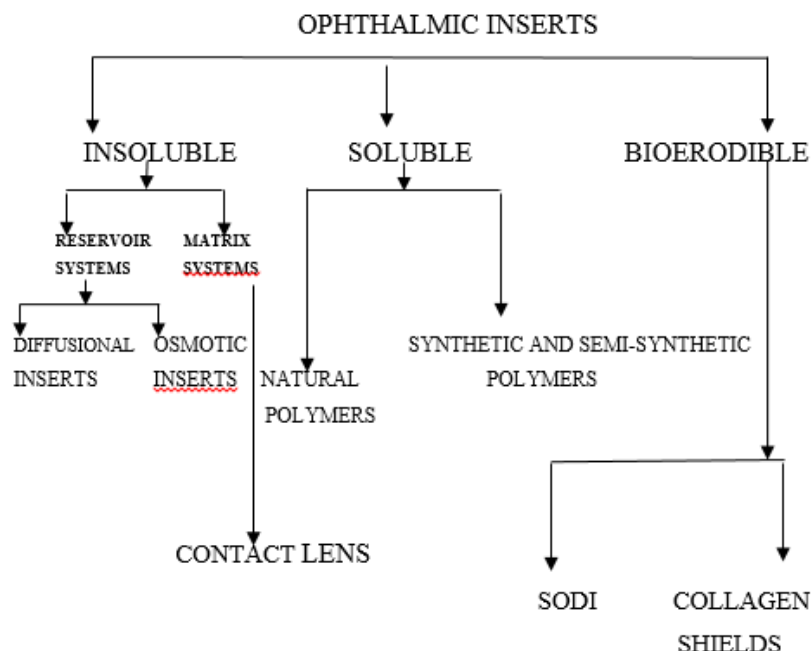 OPHTHALMIC INSERTS
INSOLUBLE
SOLUBLE
BIOERODIBLE
RESERVOIR
SYSTEMS
MATRIX
SYSTEMS
DIFFUSIONAL
INSERTS
OSMOTIC
INSERTS
NATURAL
POLYMERS
SYNTHETIC AND SEMI-SYNTHETIC
POLYMERS
CONTACT LENS
SODI
COLLAGEN
SHIELDS